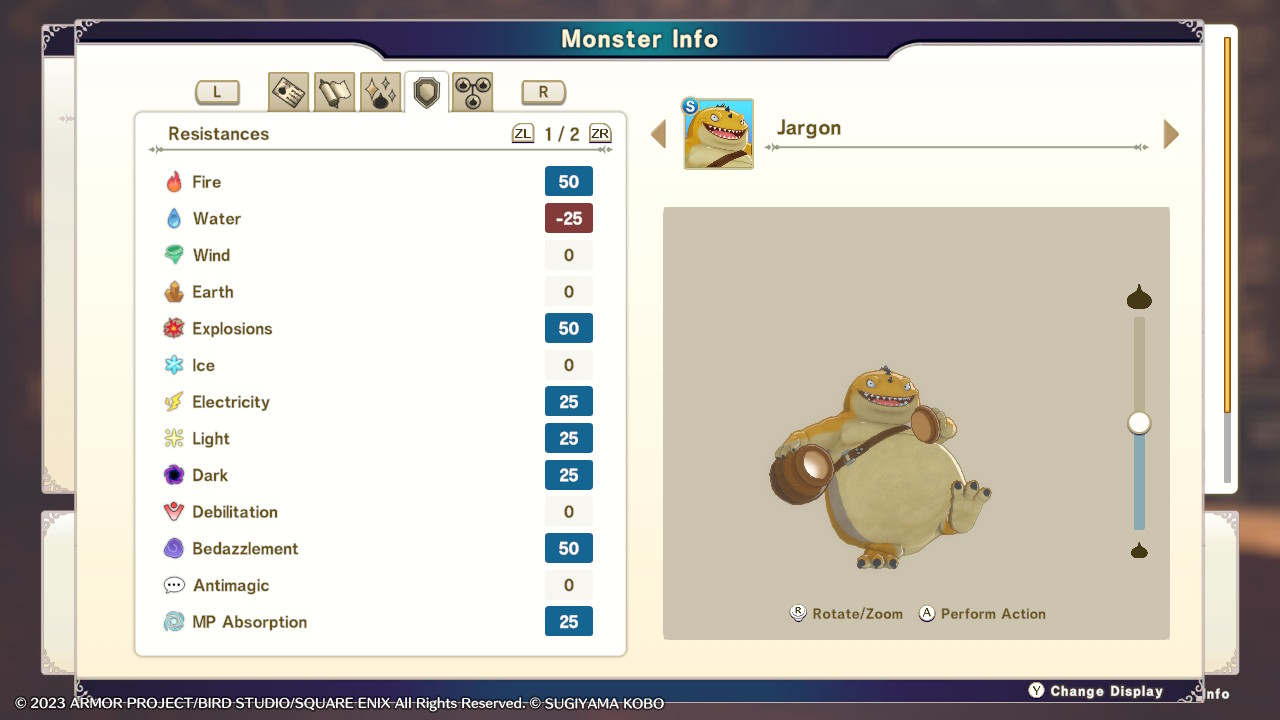 Monster Info
L
R
Resistances
ZL 1 / 2 ZR
S
Jargon
Fire 50
Water -25
Wind 0
Earth 0
Explosions 50
Ice 0
Electricity 25
Light 25
Dark 25
Debilitation 0
Bedazzlement 50
Antimagic 0
MP Absorption 25
R Rotate/Zoom A Perform Action
Y Change Display
nfo
© 2023 ARMOR PROJECT/BIRD STUDIO/SQUARE ENIX All Rights Reserved. © SUGIYAMA KOBO